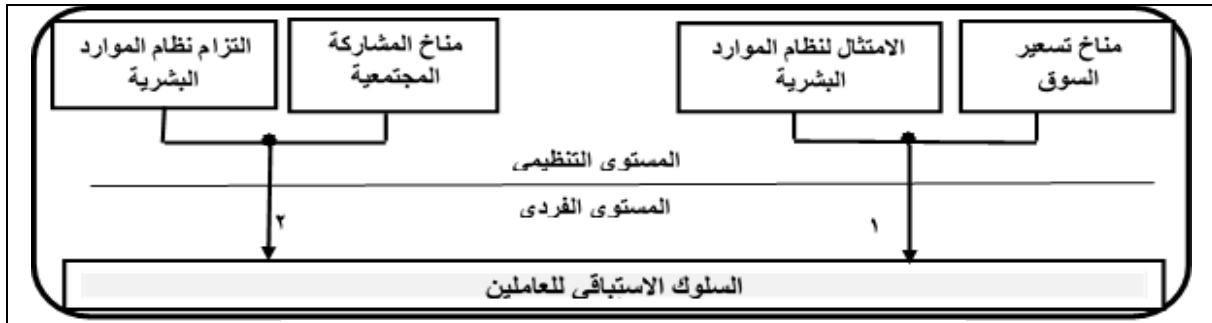 مناخ تسعير
السوق
الامتثال لنظام الموارد
البشرية
مناخ المشاركة
المجتمعية
التزام نظام الموارد
البشرية
المستوى التنظيمى
المستوى الفردى
١
٢
السلوك الاستباقى للعاملين